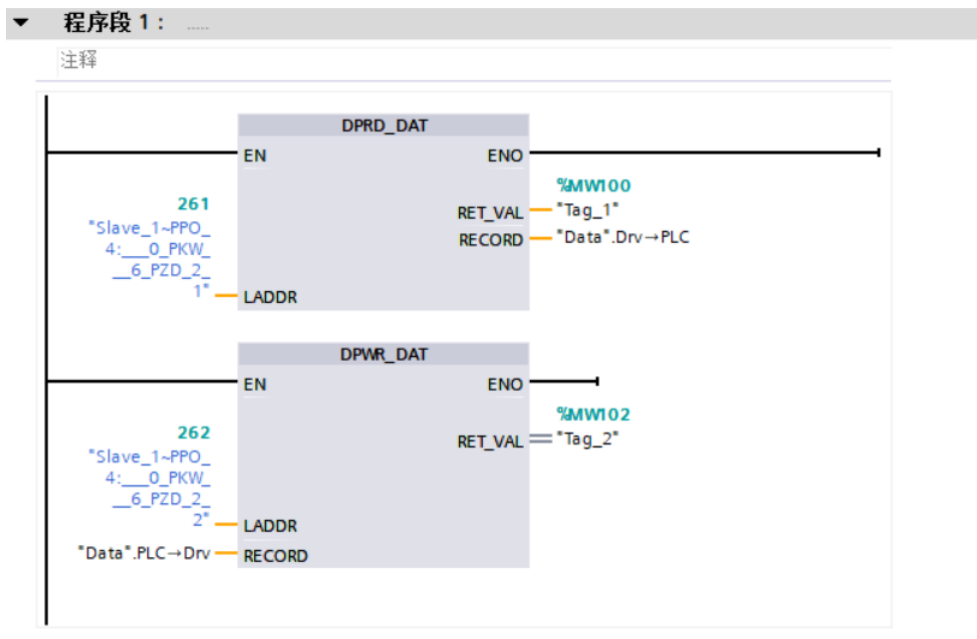 程序段 1： .....
注释
DPRD_DAT
EN ENO
%MW100
261
RET_VAL "Tag_1"
"Slave_1~PPO_
RECORD "Data".Drv→PLC
4:___0_PKW_
__6_PZD_2_
1"
LADDR
DPWR_DAT
EN ENO
%MW102
262
RET_VAL "Tag_2"
"Slave_1~PPO_
4:___0_PKW_
__6_PZD_2_
2"
LADDR
"Data".PLC→Drv RECORD